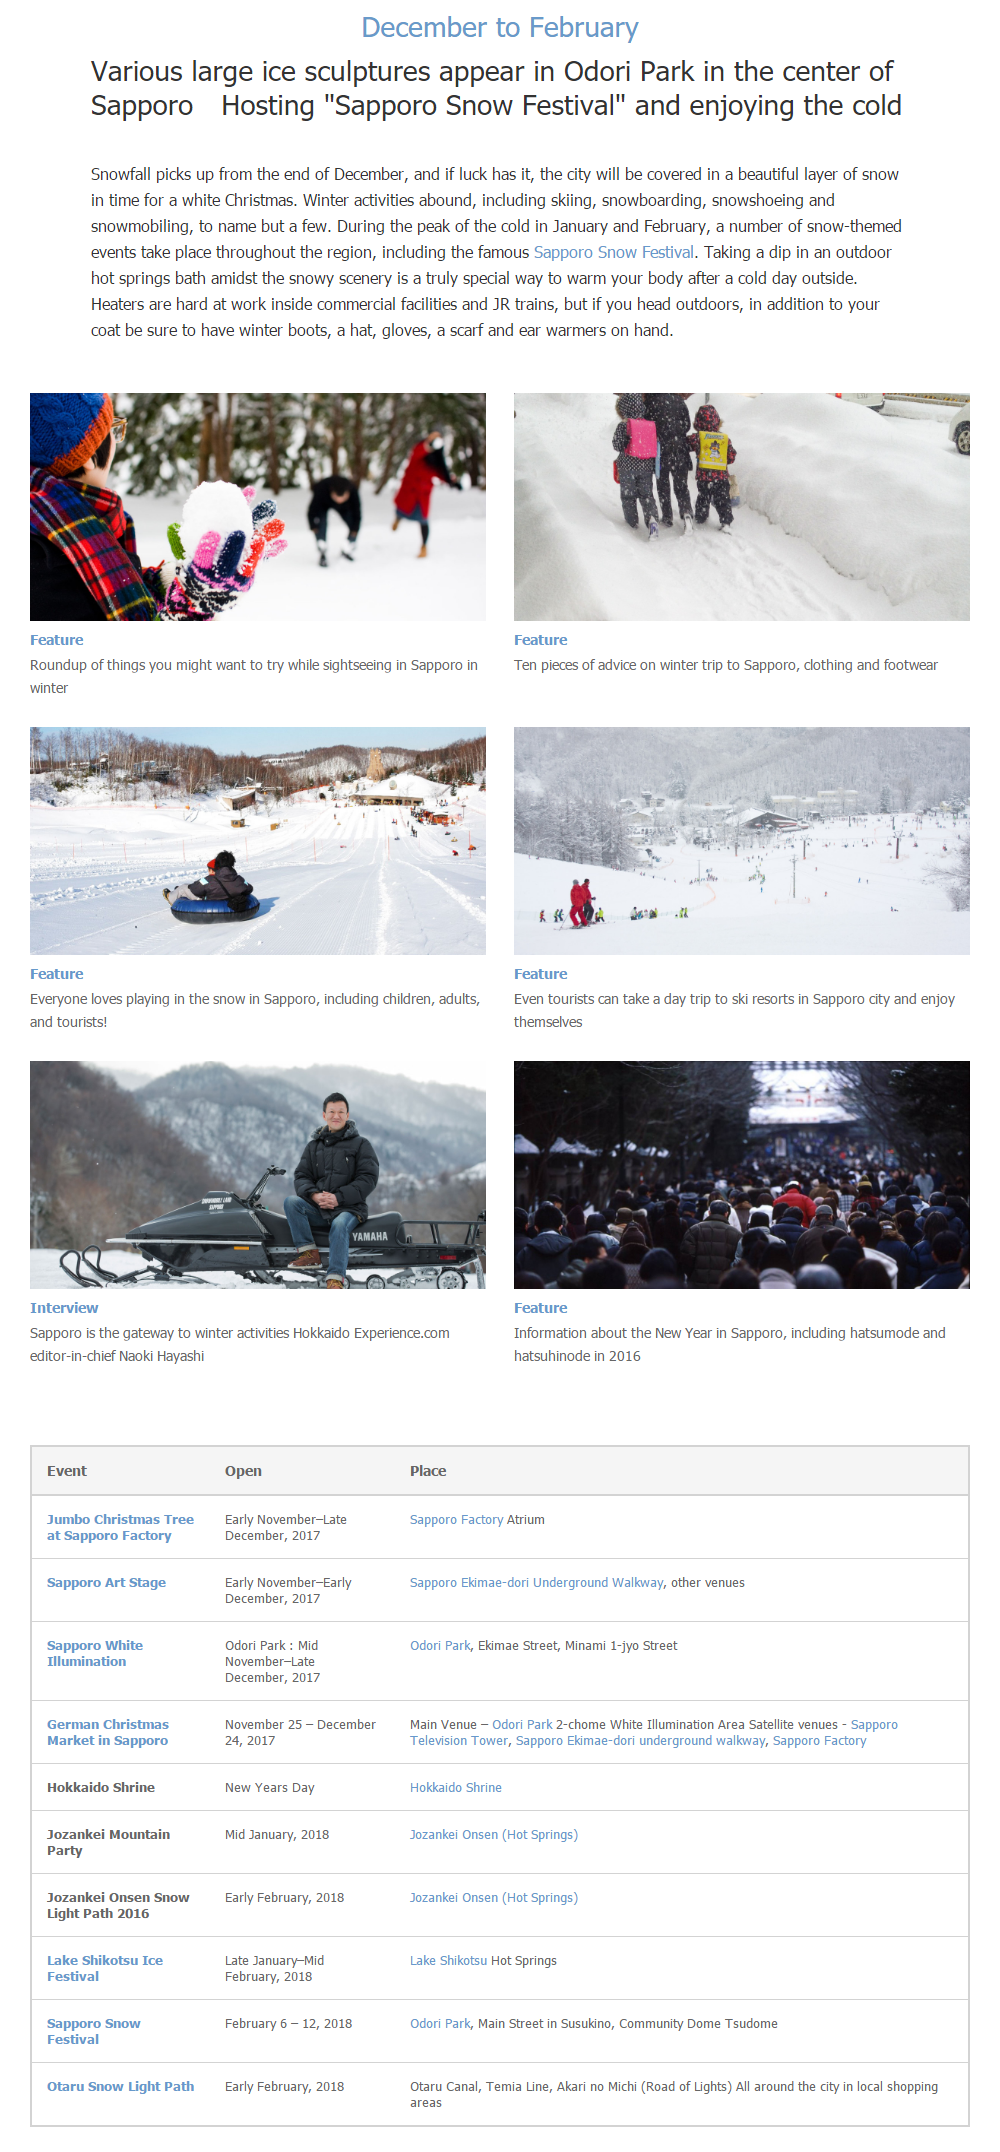 December to February
Various large ice sculptures appear in Odori Park in the center of
Sapporo　Hosting "Sapporo Snow Festival" and enjoying the cold
Snowfall picks up from the end of December, and if luck has it, the city will be covered in a beautiful layer of snow
in time for a white Christmas. Winter activities abound, including skiing, snowboarding, snowshoeing and
snowmobiling, to name but a few. During the peak of the cold in January and February, a number of snow-themed
events take place throughout the region, including the famous Sapporo Snow Festival. Taking a dip in an outdoor
hot springs bath amidst the snowy scenery is a truly special way to warm your body after a cold day outside.
Heaters are hard at work inside commercial facilities and JR trains, but if you head outdoors, in addition to your
coat be sure to have winter boots, a hat, gloves, a scarf and ear warmers on hand.
Feature
Roundup of things you might want to try while sightseeing in Sapporo in
winter
Feature
Ten pieces of advice on winter trip to Sapporo, clothing and footwear
Feature
Everyone loves playing in the snow in Sapporo, including children, adults,
and tourists!
Feature
Even tourists can take a day trip to ski resorts in Sapporo city and enjoy
themselves
YAMAHA
Interview
Sapporo is the gateway to winter activities Hokkaido Experience.com
editor-in-chief Naoki Hayashi
Feature
Information about the New Year in Sapporo, including hatsumode and
hatsuhinode in 2016
Event Open Place
Jumbo Christmas Tree
at Sapporo Factory
Early November–Late
December, 2017
Sapporo Factory Atrium
Sapporo Art Stage
Early November–Early
December, 2017
Sapporo Ekimae-dori Underground Walkway, other venues
Sapporo White
Illumination
Odori Park : Mid
November–Late
December, 2017
Odori Park, Ekimae Street, Minami 1-jyo Street
German Christmas
Market in Sapporo
November 25 – December
24, 2017
Main Venue – Odori Park 2-chome White Illumination Area Satellite venues - Sapporo
Television Tower, Sapporo Ekimae-dori underground walkway, Sapporo Factory
Hokkaido Shrine
New Years Day
Hokkaido Shrine
Jozankei Mountain
Party
Mid January, 2018
Jozankei Onsen (Hot Springs)
Jozankei Onsen Snow
Light Path 2016
Early February, 2018
Jozankei Onsen (Hot Springs)
Lake Shikotsu Ice
Festival
Late January–Mid
February, 2018
Lake Shikotsu Hot Springs
Sapporo Snow
Festival
February 6 – 12, 2018
Odori Park, Main Street in Susukino, Community Dome Tsudome
Otaru Snow Light Path
Early February, 2018
Otaru Canal, Temia Line, Akari no Michi (Road of Lights) All around the city in local shopping
areas